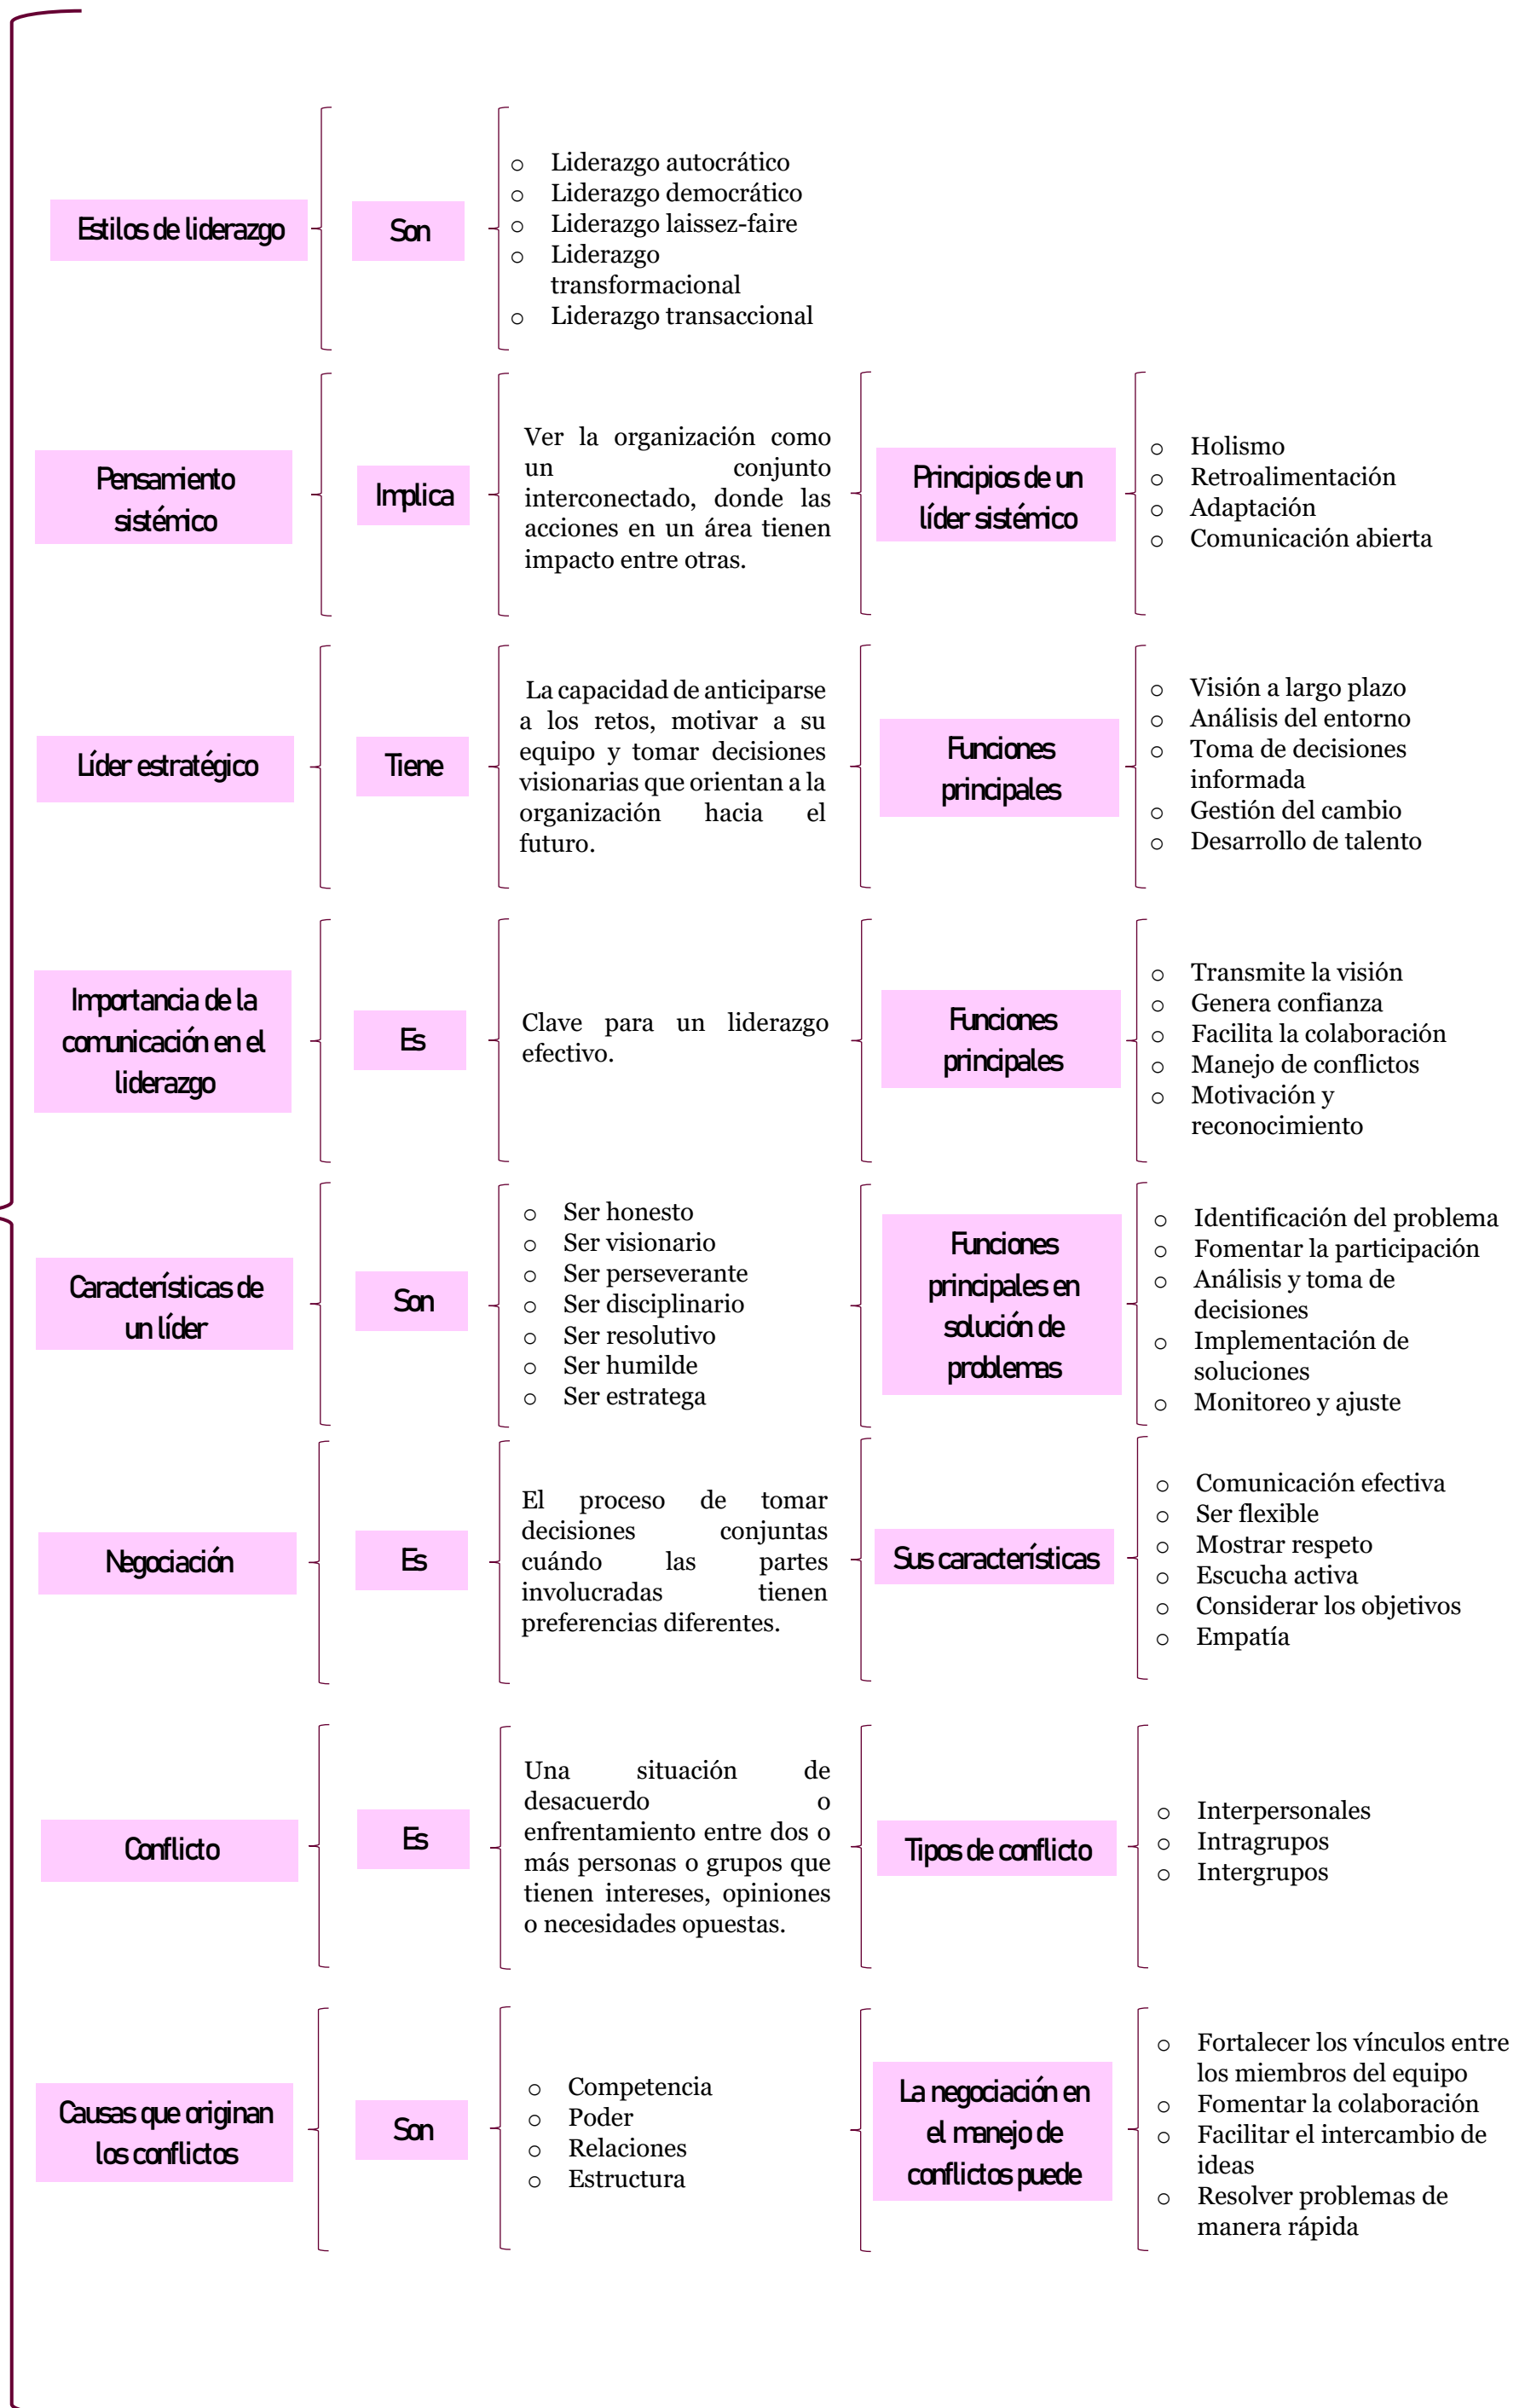 Estilos de liderazgo
Son
o Liderazgo autocrático
o Liderazgo democrático
o Liderazgo laissez-faire
o Liderazgo
transformacional
o Liderazgo transaccional
Pensamiento
sistémico
Implica
Ver la organización como
un conjunto
interconectado, donde las
acciones en un área tienen
impacto entre otras.
Principios de un
líder sistémico
o Holismo
o Retroalimentación
o Adaptación
o Comunicación abierta
Líder estratégico
Tiene
La capacidad de anticiparse
a los retos, motivar a su
equipo y tomar decisiones
visionarias que orientan a la
organización hacia el
futuro.
Funciones
principales
o Visión a largo plazo
o Análisis del entorno
o Toma de decisiones
informada
o Gestión del cambio
o Desarrollo de talento
Importancia de la
comunicación en el
liderazgo
Es
Clave para un liderazgo
efectivo.
Funciones
principales
o Transmite la visión
o Genera confianza
o Facilita la colaboración
o Manejo de conflictos
o Motivación y
reconocimiento
Características de
un líder
Son
o Ser honesto
o Ser visionario
o Ser perseverante
o Ser disciplinario
o Ser resolutivo
o Ser humilde
o Ser estratega
Funciones
principales en
solución de
problemas
o Identificación del problema
o Fomentar la participación
o Análisis y toma de
decisiones
o Implementación de
soluciones
o Monitoreo y ajuste
Negociación
Es
El proceso de tomar
decisiones conjuntas
cuándo las partes
involucradas tienen
preferencias diferentes.
Sus características
o Comunicación efectiva
o Ser flexible
o Mostrar respeto
o Escucha activa
o Considerar los objetivos
o Empatía
Conflicto
Es
Una situación de
desacuerdo o
enfrentamiento entre dos o
más personas o grupos que
tienen intereses, opiniones
o necesidades opuestas.
Tipos de conflicto
o Interpersonales
o Intragrupos
o Intergrupos
Causas que originan
los conflictos
Son
o Competencia
o Poder
o Relaciones
o Estructura
La negociación en
el manejo de
conflictos puede
o Fortalecer los vínculos entre
los miembros del equipo
o Fomentar la colaboración
o Facilitar el intercambio de
ideas
o Resolver problemas de
manera rápida